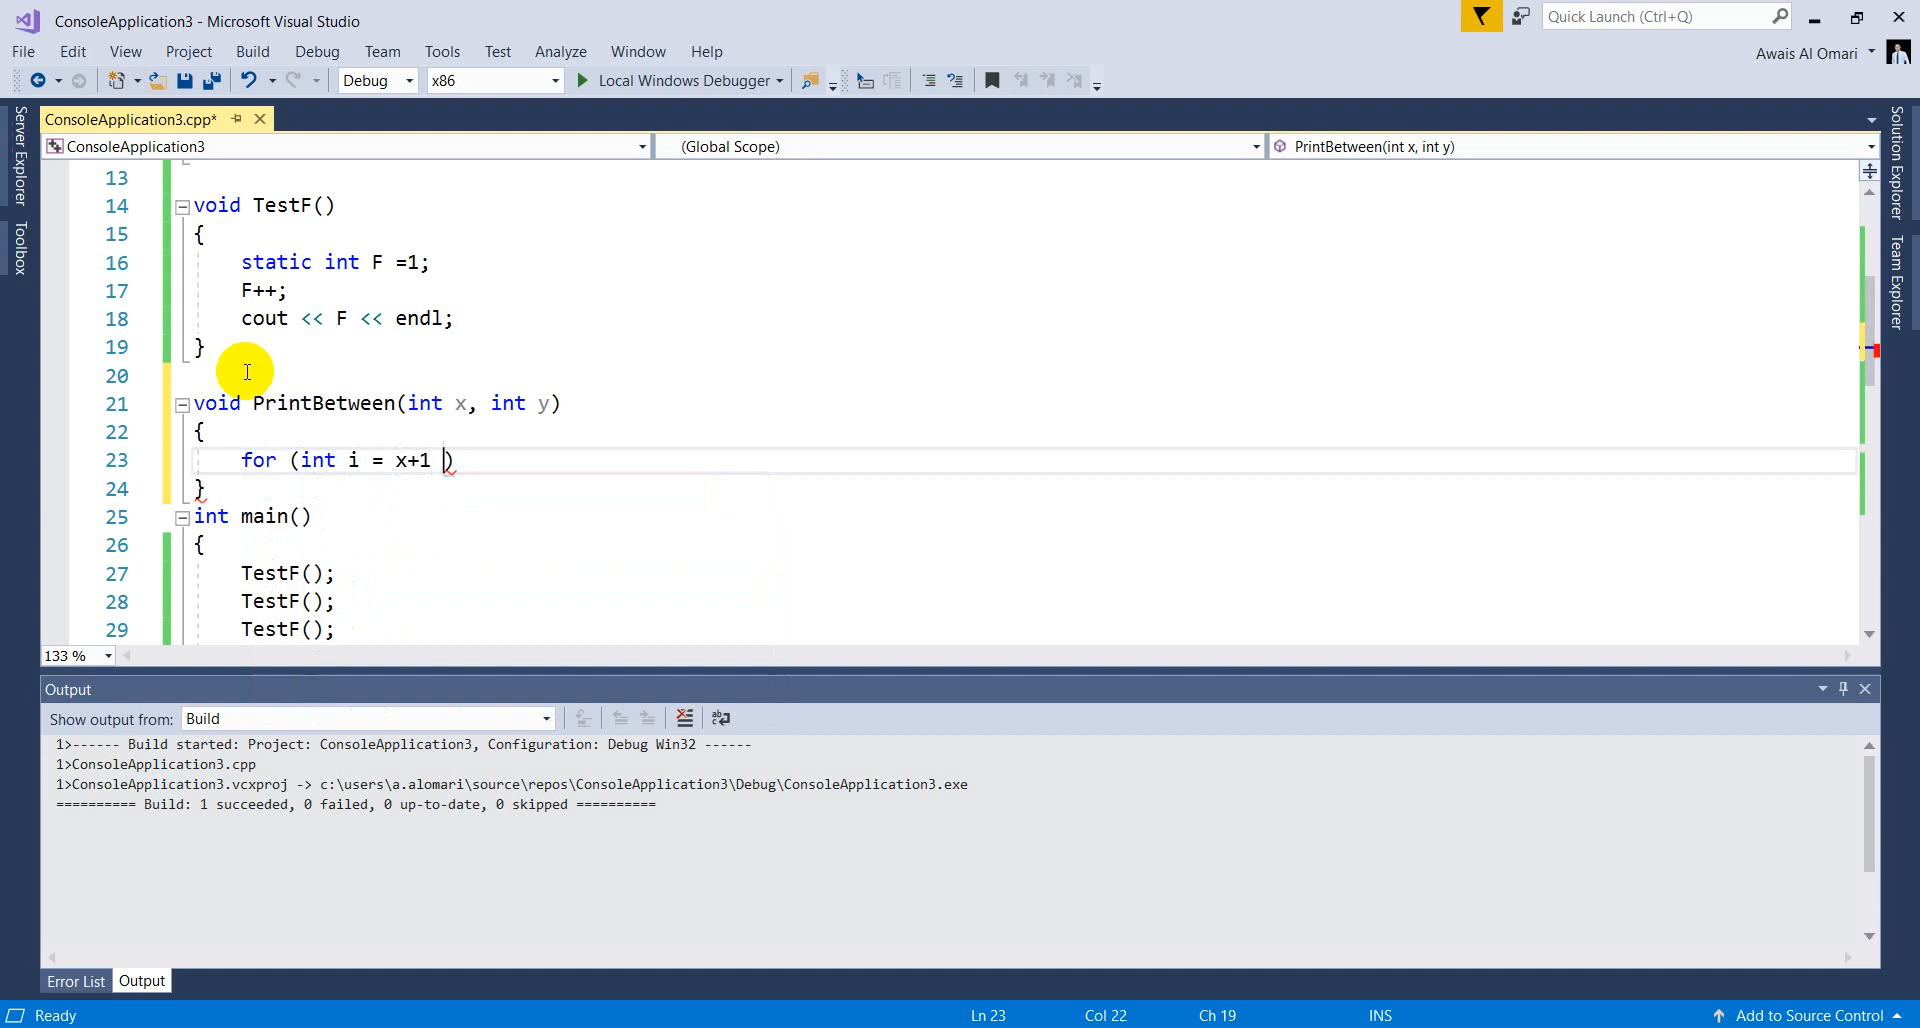 ConsoleApplication3 - Microsoft Visual Studio
Quick Launch (Ctrl+Q)
File Edit View Project Build Debug Team Tools Test Analyze Window Help
Awais Al Omari
Debug x86 Local Windows Debugger
ConsoleApplication3.cpp*
ConsoleApplication3 (Global Scope) PrintBetween(int x, int y)
Server Explorer
Toolbox
Solution Explorer
Team Explorer
13
14 void TestF()
15 {
16 static int F =1;
17 F++;
18 cout << F << endl;
19 }
20
21 void PrintBetween(int x, int y)
22 {
23 for (int i = x+1 )
24 }
25 int main()
26 {
27 TestF();
28 TestF();
29 TestF();
133 %
Output
Show output from: Build
1>------ Build started: Project: ConsoleApplication3, Configuration: Debug Win32 ------
1>ConsoleApplication3.cpp
1>ConsoleApplication3.vcxproj -> c:\users\a.alomari\source\repos\ConsoleApplication3\Debug\ConsoleApplication3.exe
========== Build: 1 succeeded, 0 failed, 0 up-to-date, 0 skipped ==========
Error List Output
Ready Ln 23 Col 22 Ch 19 INS Add to Source Control